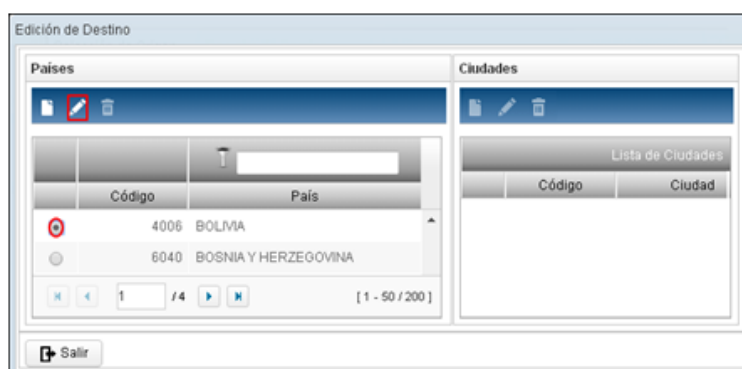 Edición de Destino
Países
Código País
4006 BOLIVIA
6040 BOSNIA Y HERZEGOVINA
1 / 4 [ 1 - 50 / 200 ]
Ciudades
Lista de Ciudades
Código Ciudad
Salir